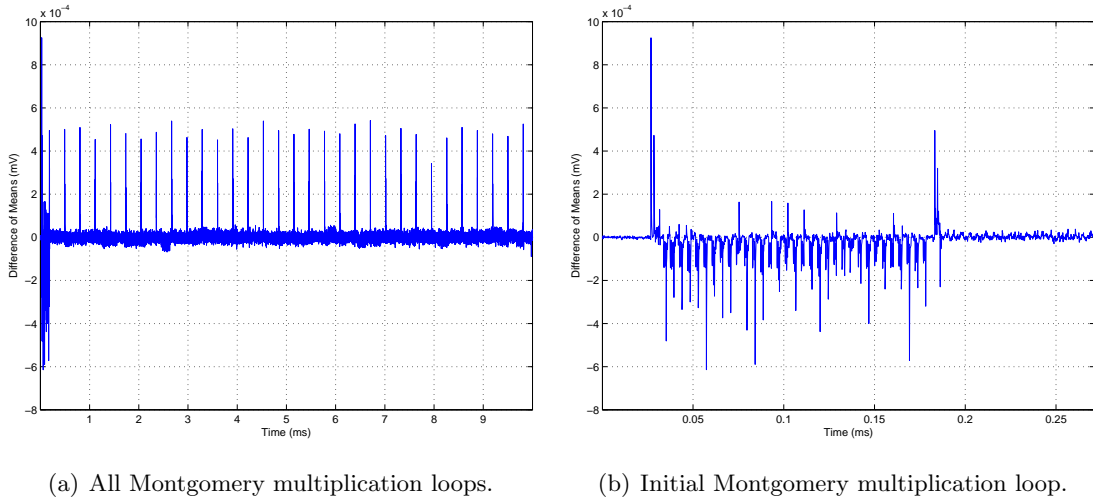 x 10⁻⁴
10
8
6
4
2
0
−2
−4
−6
−8
Difference of Means (mV)
1 2 3 4 5 6 7 8 9
Time (ms)
(a) All Montgomery multiplication loops.
x 10⁻⁴
10
8
6
4
2
0
−2
−4
−6
−8
Difference of Means (mV)
0.05 0.1 0.15 0.2 0.25
Time (ms)
(b) Initial Montgomery multiplication loop.